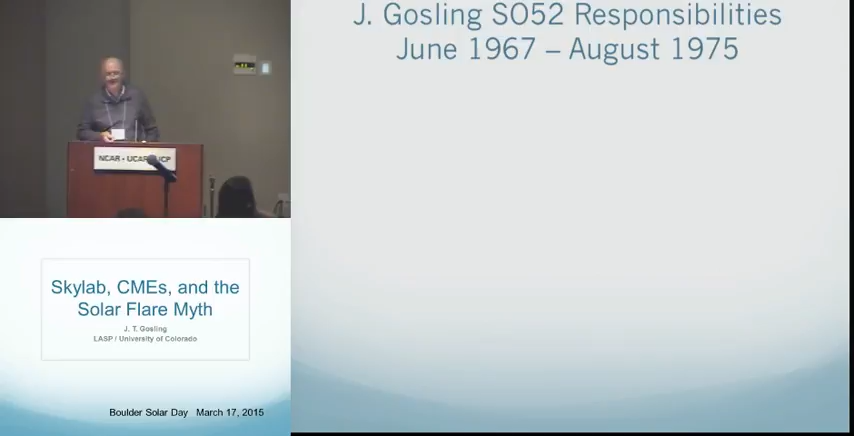 J. Gosling SO52 Responsibilities
June 1967 – August 1975
NCAR • UCAR
Skylab, CMEs, and the
Solar Flare Myth
J. T. Gosling
LASP / University of Colorado
Boulder Solar Day March 17, 2015